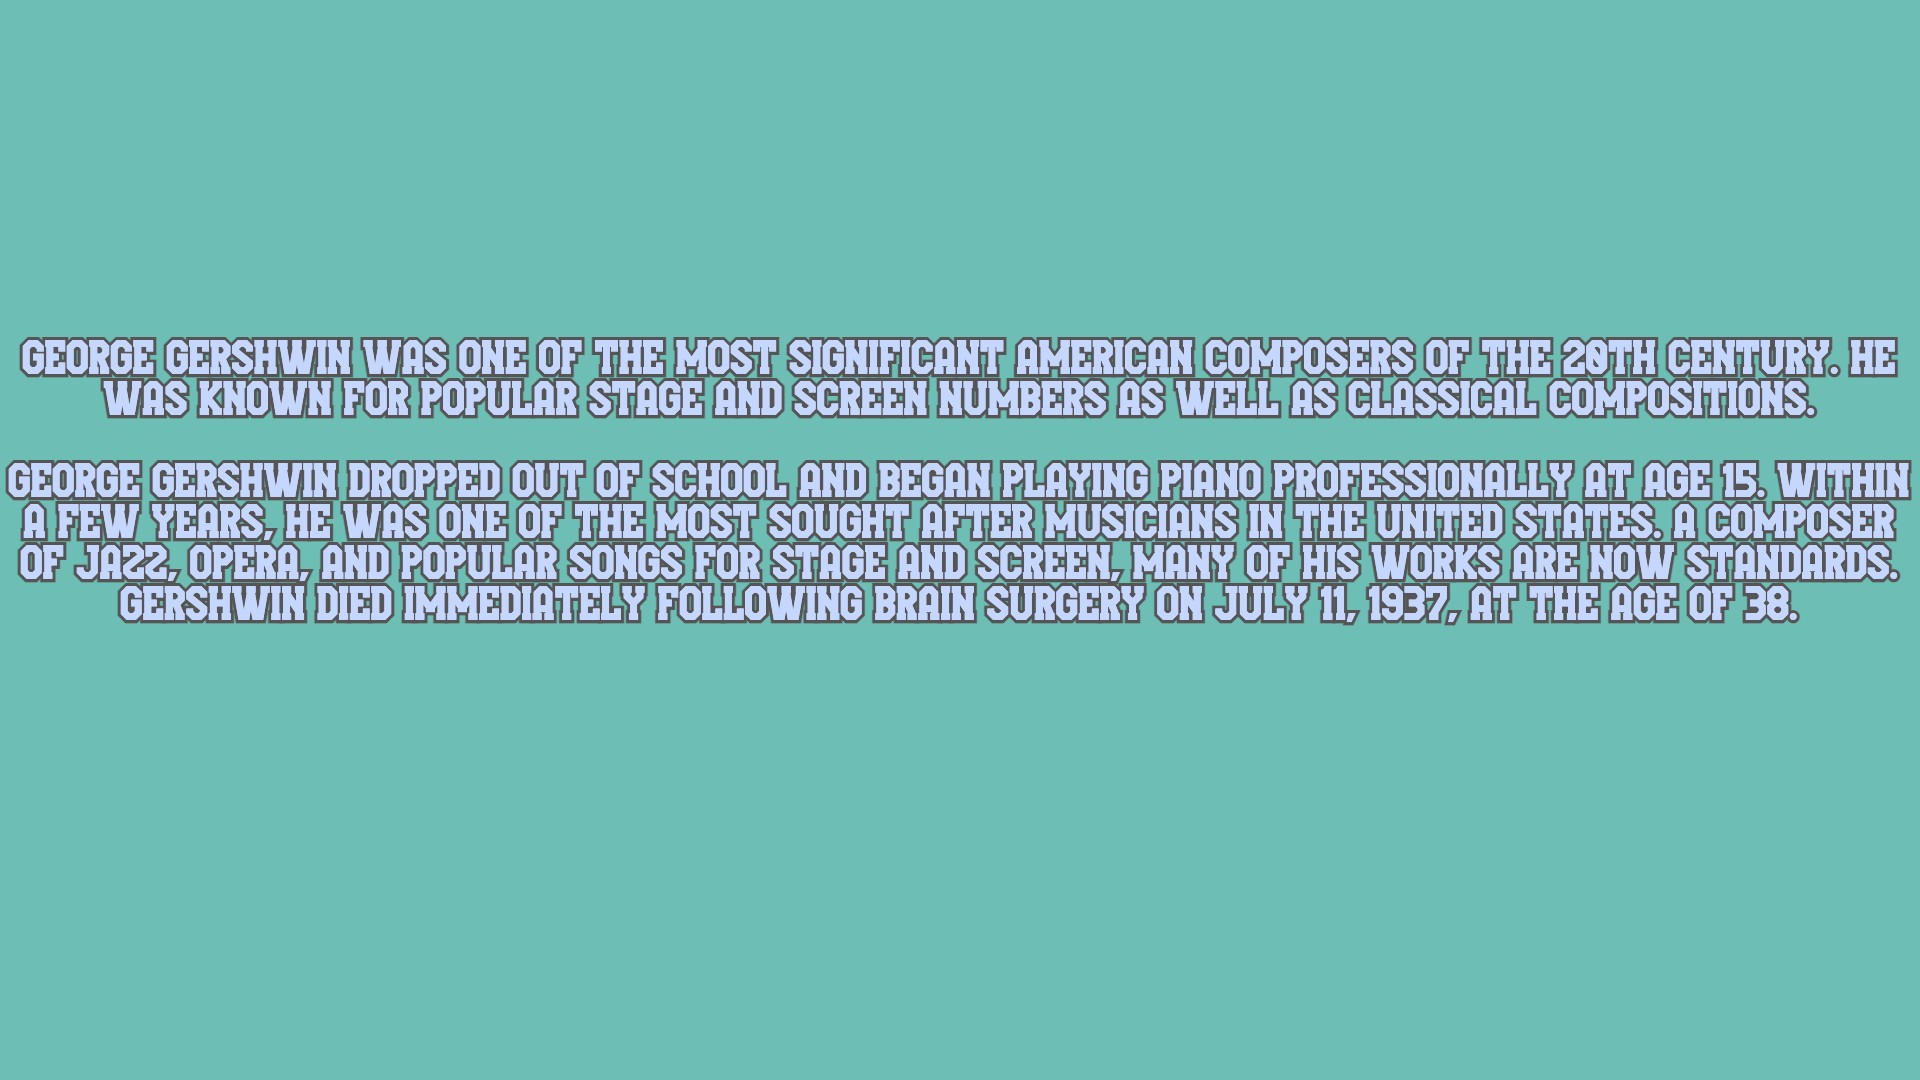 GEORGE GERSHWIN WAS ONE OF THE MOST SIGNIFICANT AMERICAN COMPOSERS OF THE 20TH CENTURY. HE
WAS KNOWN FOR POPULAR STAGE AND SCREEN NUMBERS AS WELL AS CLASSICAL COMPOSITIONS.
GEORGE GERSHWIN DROPPED OUT OF SCHOOL AND BEGAN PLAYING PIANO PROFESSIONALLY AT AGE 15. WITHIN
A FEW YEARS, HE WAS ONE OF THE MOST SOUGHT AFTER MUSICIANS IN THE UNITED STATES. A COMPOSER
OF JAZZ, OPERA, AND POPULAR SONGS FOR STAGE AND SCREEN, MANY OF HIS WORKS ARE NOW STANDARDS.
GERSHWIN DIED IMMEDIATELY FOLLOWING BRAIN SURGERY ON JULY 11, 1937, AT THE AGE OF 38.